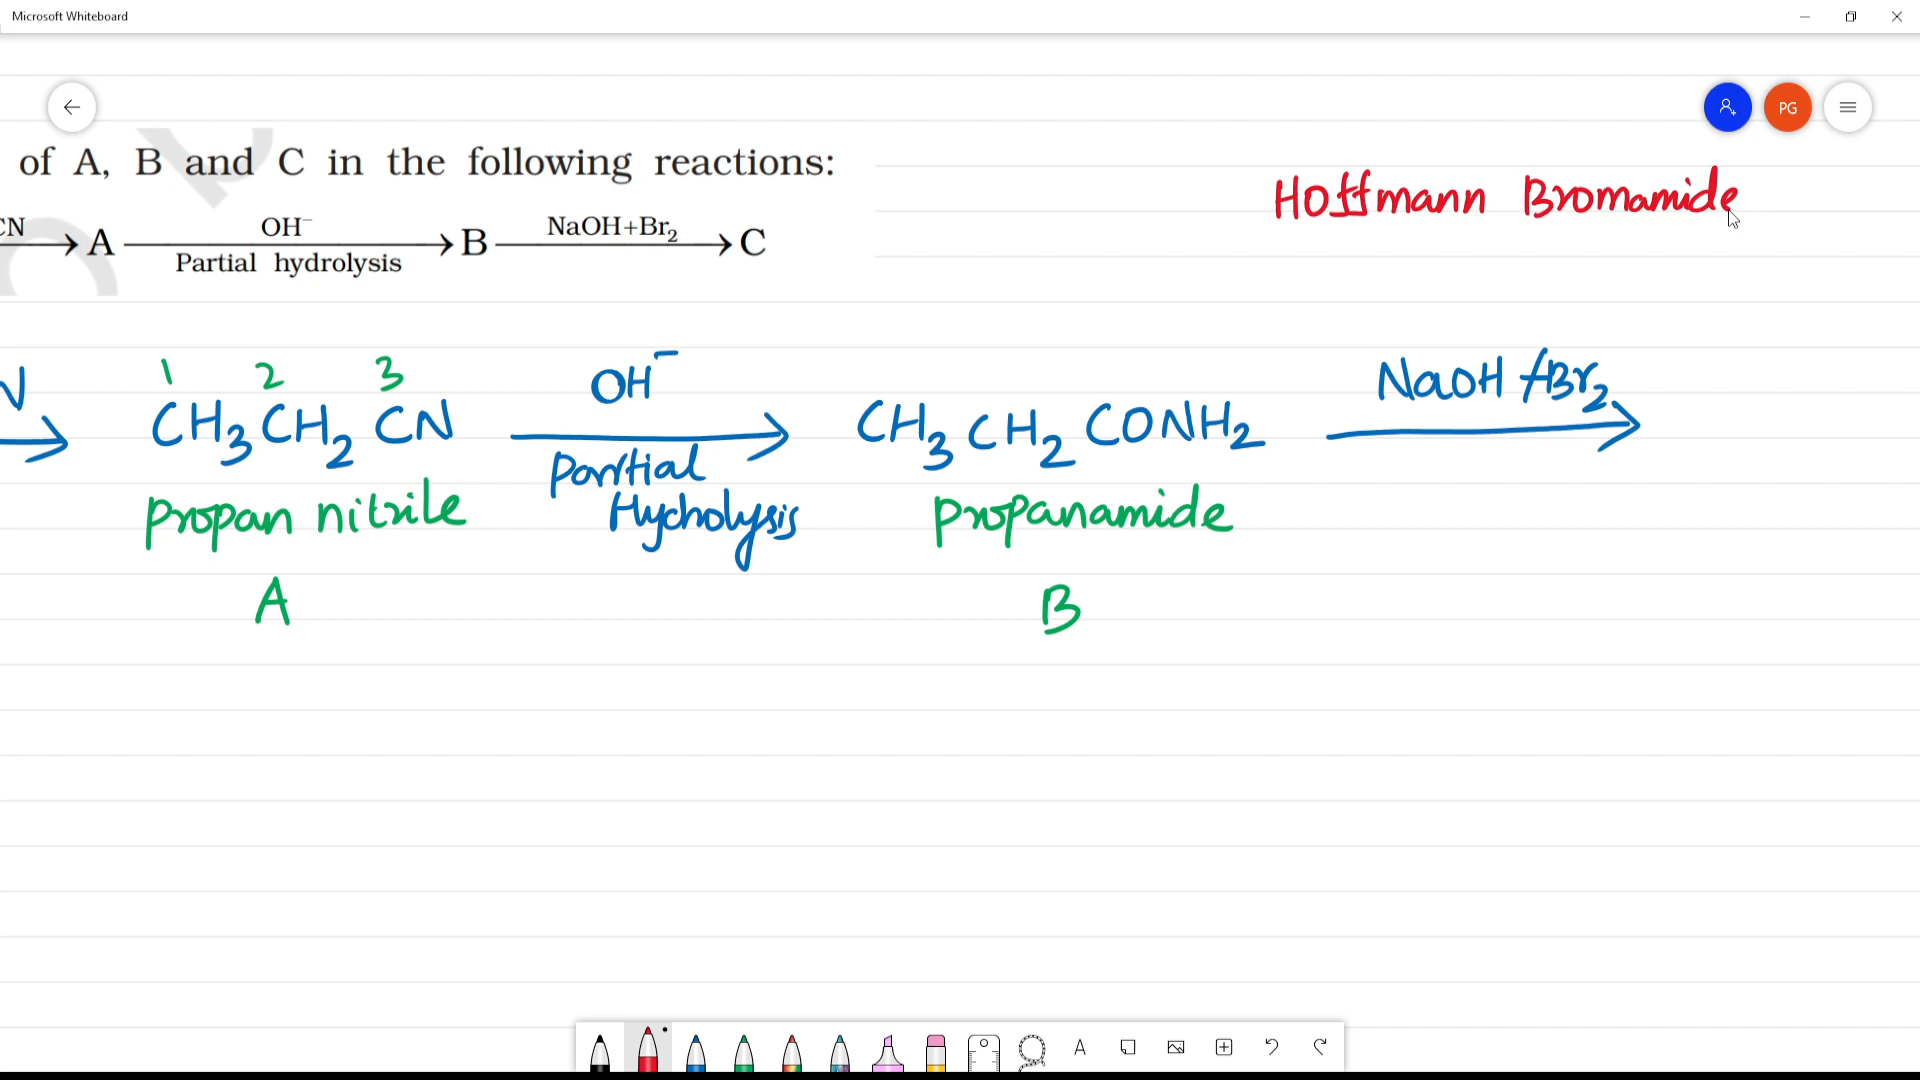 Microsoft Whiteboard
PG
of A, B and C in the following reactions:
CN → A OH⁻ Partial hydrolysis → B NaOH+Br₂ → C
Hoffmann Bromamide
1 2 3
N → CH₃CH₂CN OH⁻ Partial Hydrolysis → CH₃CH₂CONH₂ NaOH/Br₂ →
Propan nitrile Propanamide
A B
A